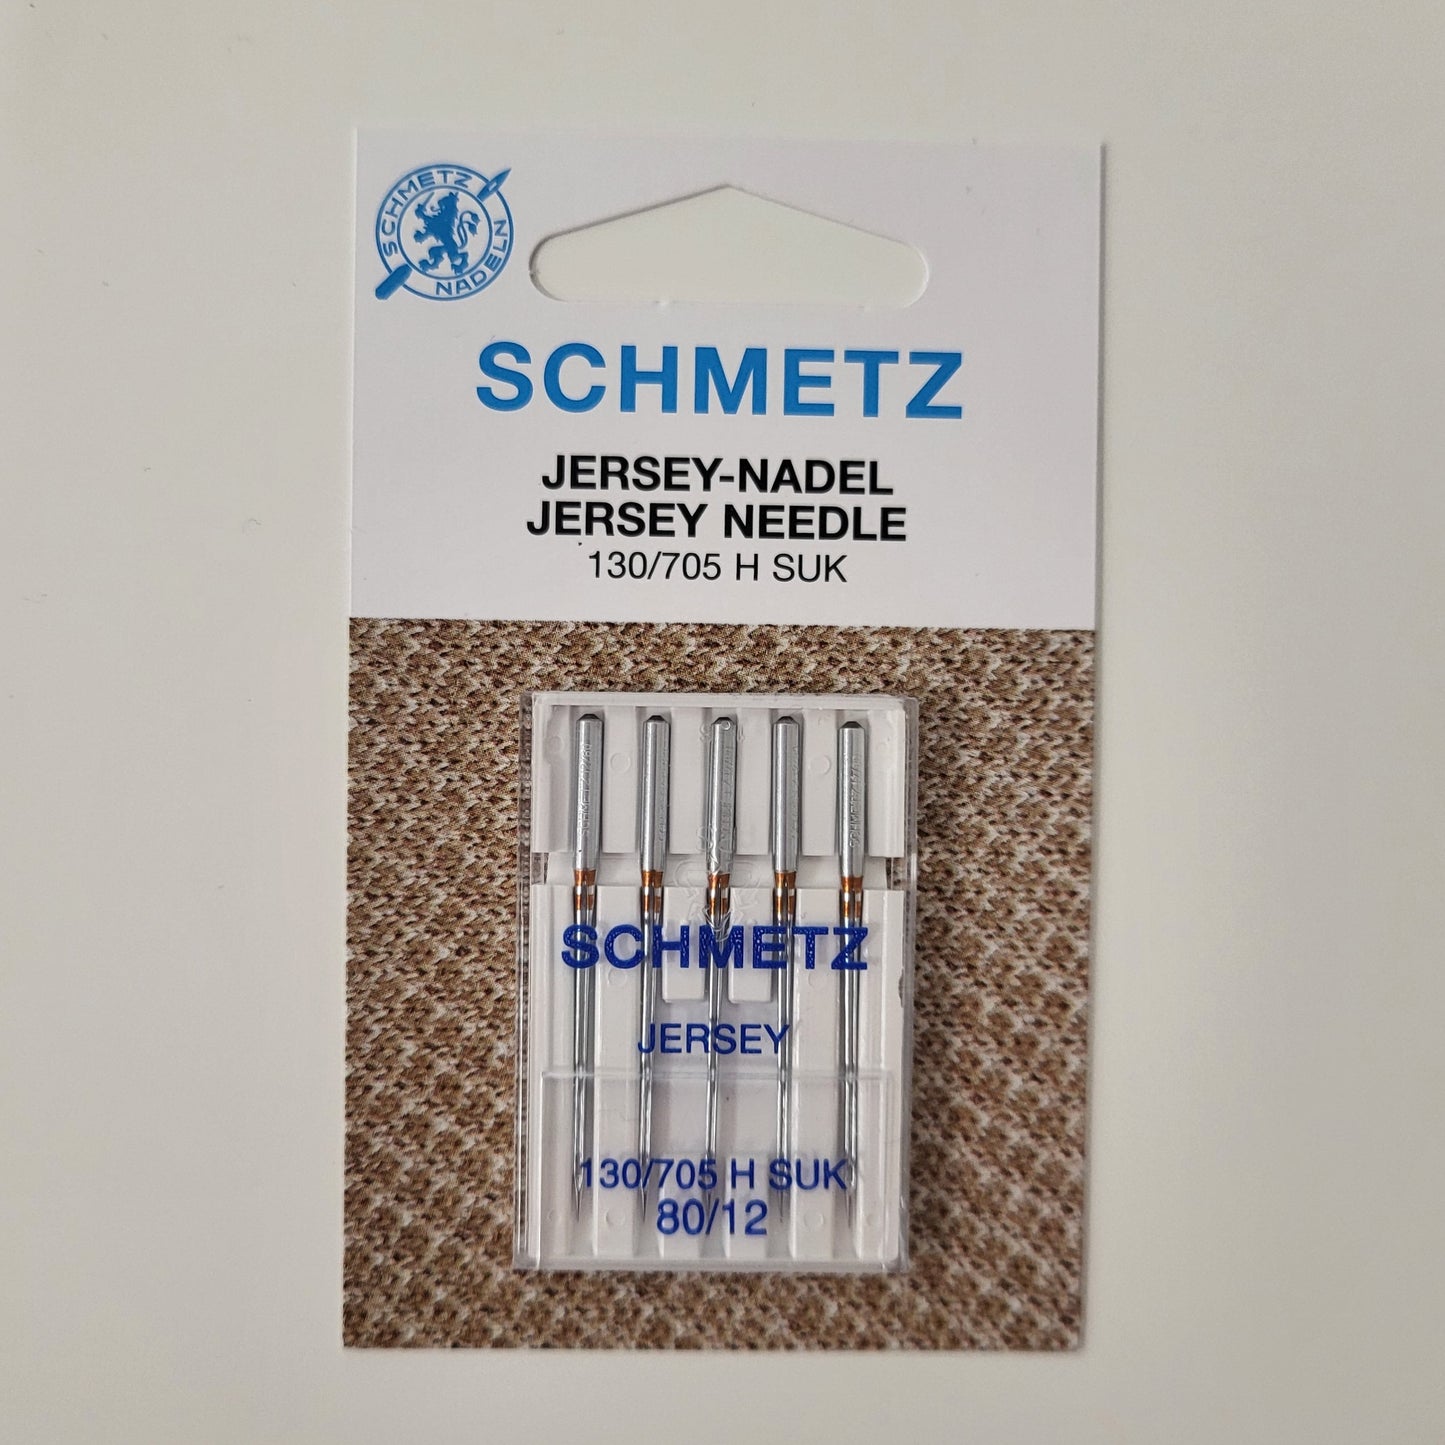 SCHMETZ
NADELN
SCHMETZ
JERSEY-NADEL
JERSEY NEEDLE
130/705 H SUK
SCHMETZ
JERSEY
130/705 H SUK
80/12